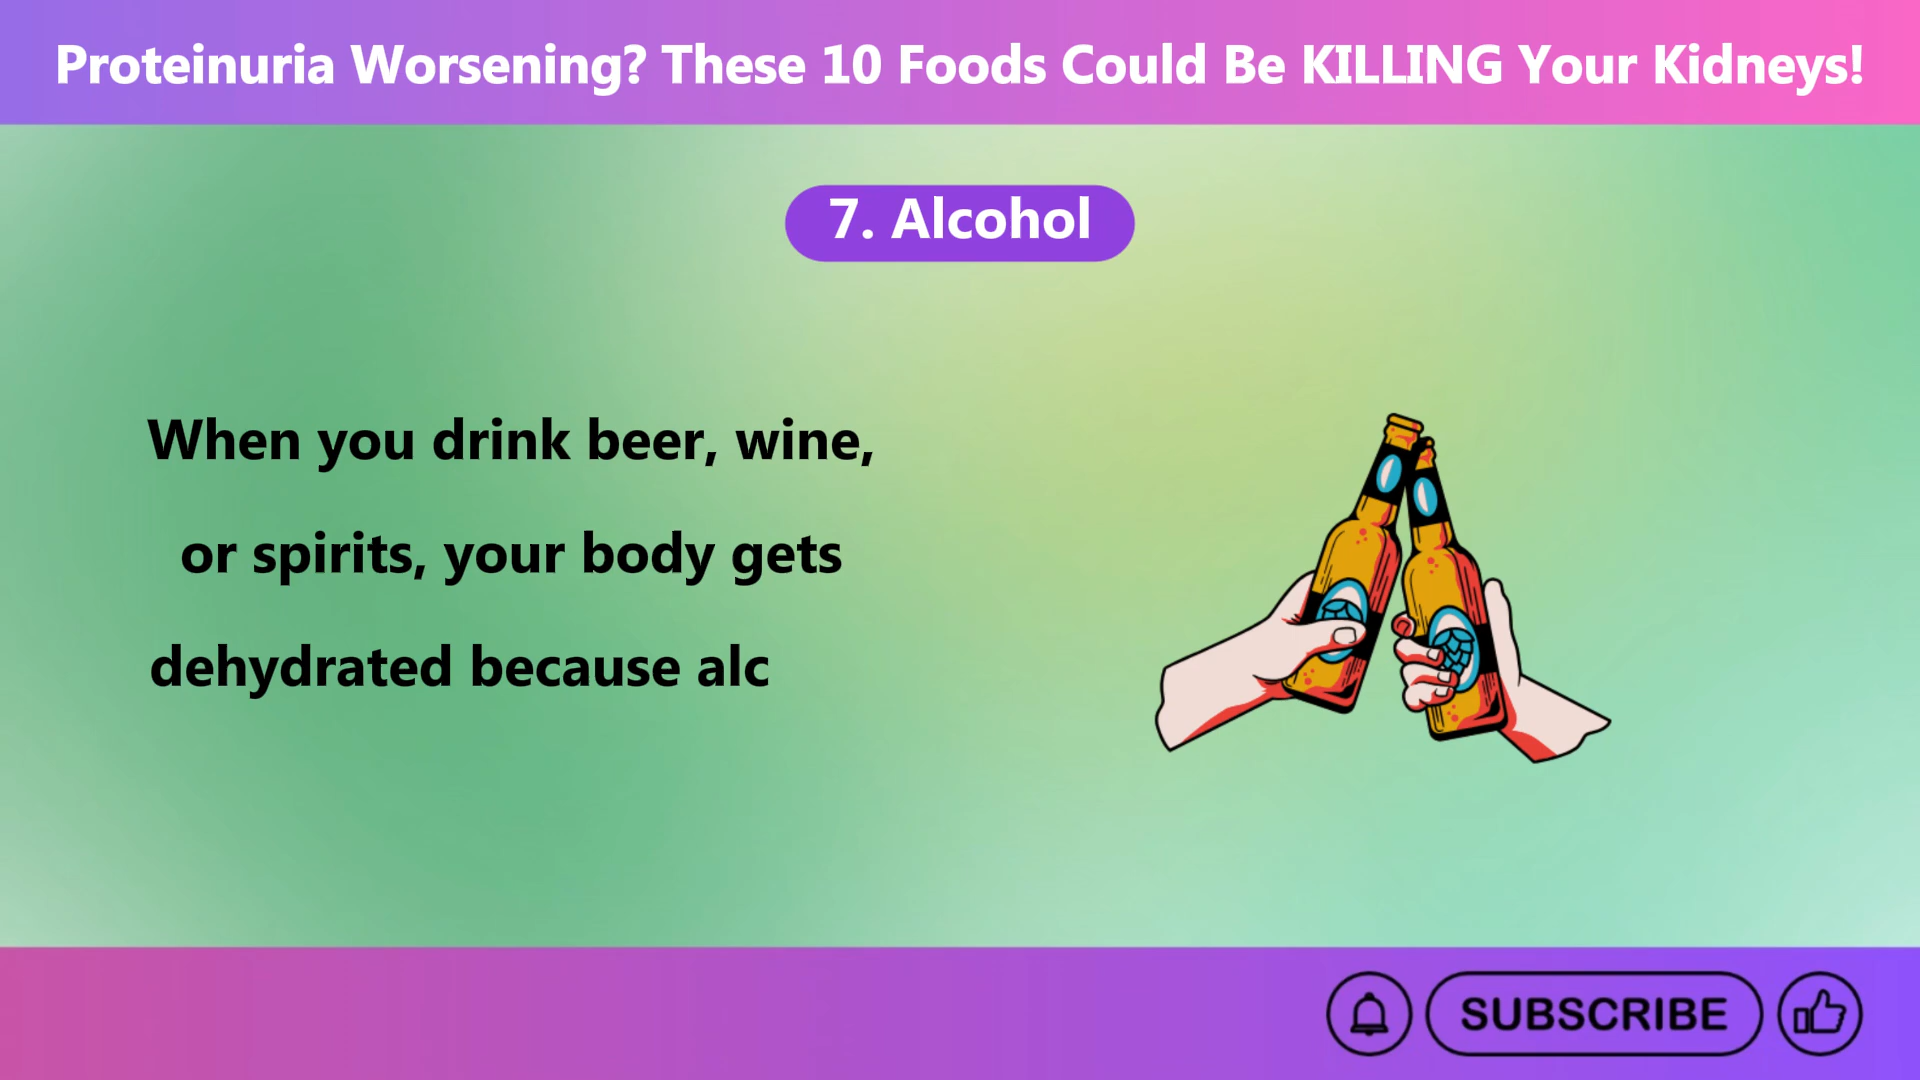 Proteinuria Worsening? These 10 Foods Could Be KILLING Your Kidneys!
7. Alcohol
When you drink beer, wine,
or spirits, your body gets
dehydrated because alc
SUBSCRIBE